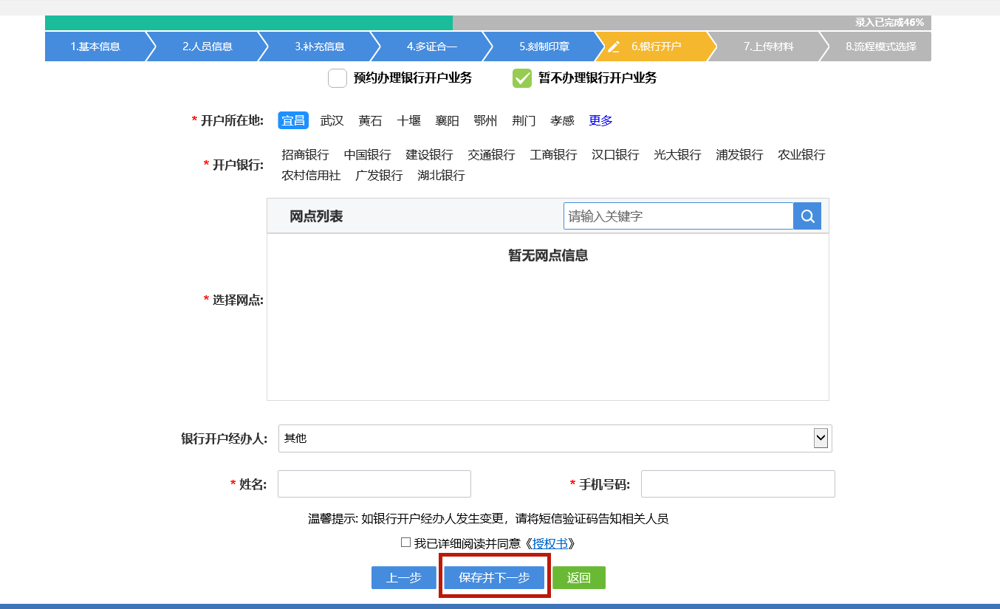 录入已完成46%
1.基本信息 2.人员信息 3.补充信息 4.多证合一 5.刻制印章 6.银行开户 7.上传材料 8.流程模式选择
预约办理银行开户业务 暂不办理银行开户业务
* 开户所在地: 宜昌 武汉 黄石 十堰 襄阳 鄂州 荆门 孝感 更多
* 开户银行: 招商银行 中国银行 建设银行 交通银行 工商银行 汉口银行 光大银行 浦发银行 农业银行
农村信用社 广发银行 湖北银行
网点列表 请输入关键字
暂无网点信息
* 选择网点:
银行开户经办人: 其他
* 姓名: * 手机号码:
温馨提示: 如银行开户经办人发生变更，请将短信验证码告知相关人员
我已详细阅读并同意《授权书》
上一步 保存并下一步 返回